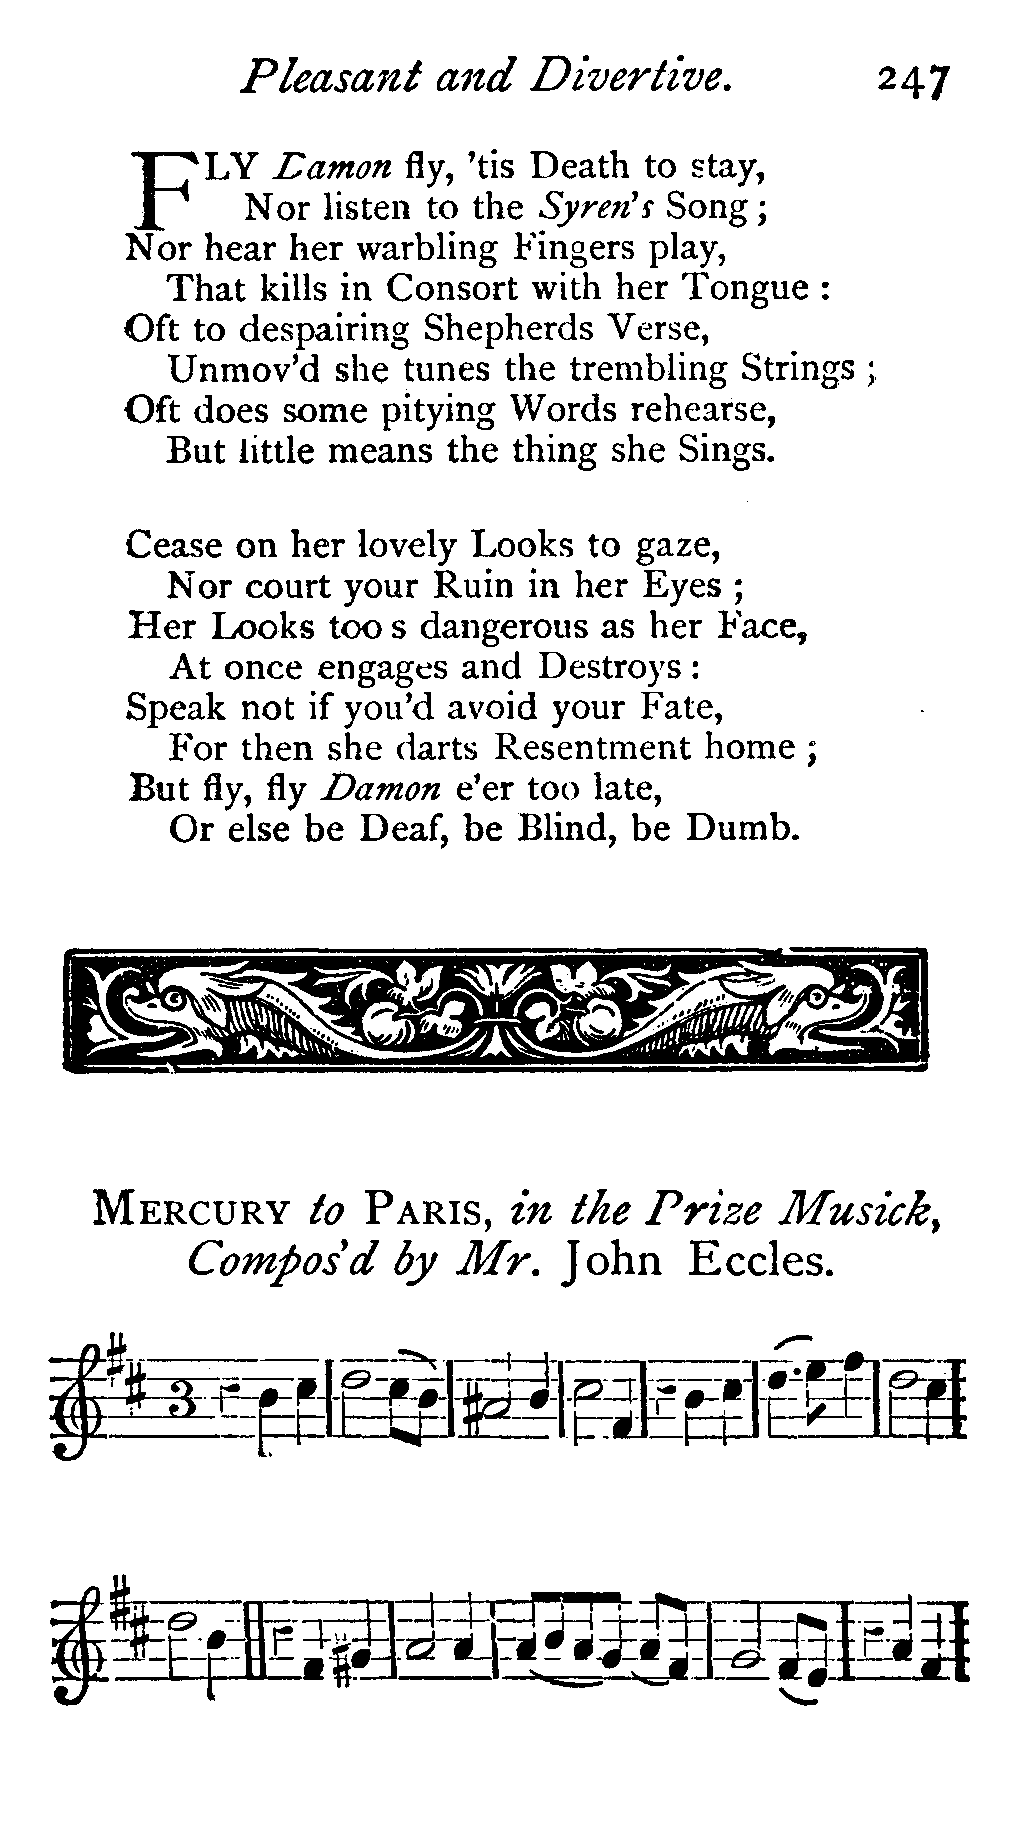 Pleasant and Divertive. 247
FLY Damon fly, 'tis Death to stay,
Nor listen to the Syren's Song;
Nor hear her warbling Fingers play,
That kills in Consort with her Tongue:
Oft to despairing Shepherds Verse,
Unmov'd she tunes the trembling Strings;
Oft does some pitying Words rehearse,
But little means the thing she Sings.
Cease on her lovely Looks to gaze,
Nor court your Ruin in her Eyes;
Her Looks too s dangerous as her Face,
At once engages and Destroys:
Speak not if you'd avoid your Fate,
For then she darts Resentment home;
But fly, fly Damon e'er too late,
Or else be Deaf, be Blind, be Dumb.
MERCURY to PARIS, in the Prize Musick,
Compos'd by Mr. John Eccles.
3